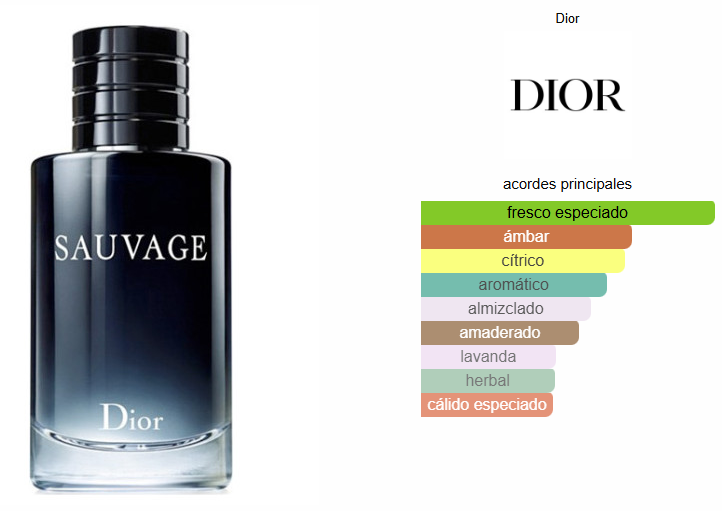 SAUVAGE
Dior
Dior
DIOR
acordes principales
fresco especiado
ámbar
cítrico
aromático
almizclado
amaderado
lavanda
herbal
cálido especiado